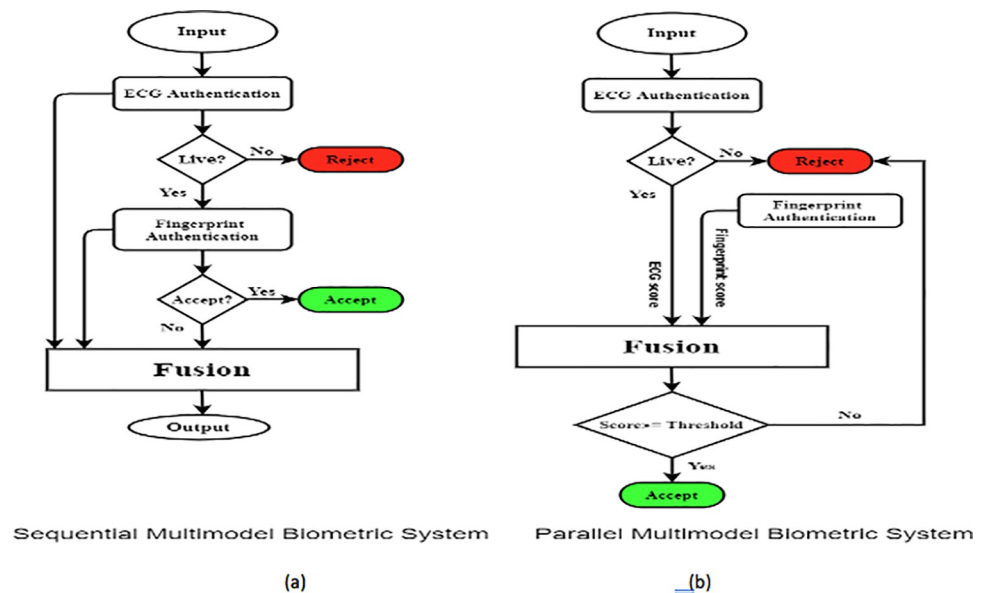 Input
ECG Authentication
Live?
No
Reject
Yes
Fingerprint
Authentication
Accept?
Yes
Accept
No
Fusion
Output
Sequential Multimodel Biometric System
(a)
Input
ECG Authentication
Live?
No
Reject
Yes
Fingerprint
Authentication
ECG score
Fingerprint score
Fusion
Score>= Threshold
No
Yes
Accept
Parallel Multimodel Biometric System
(b)